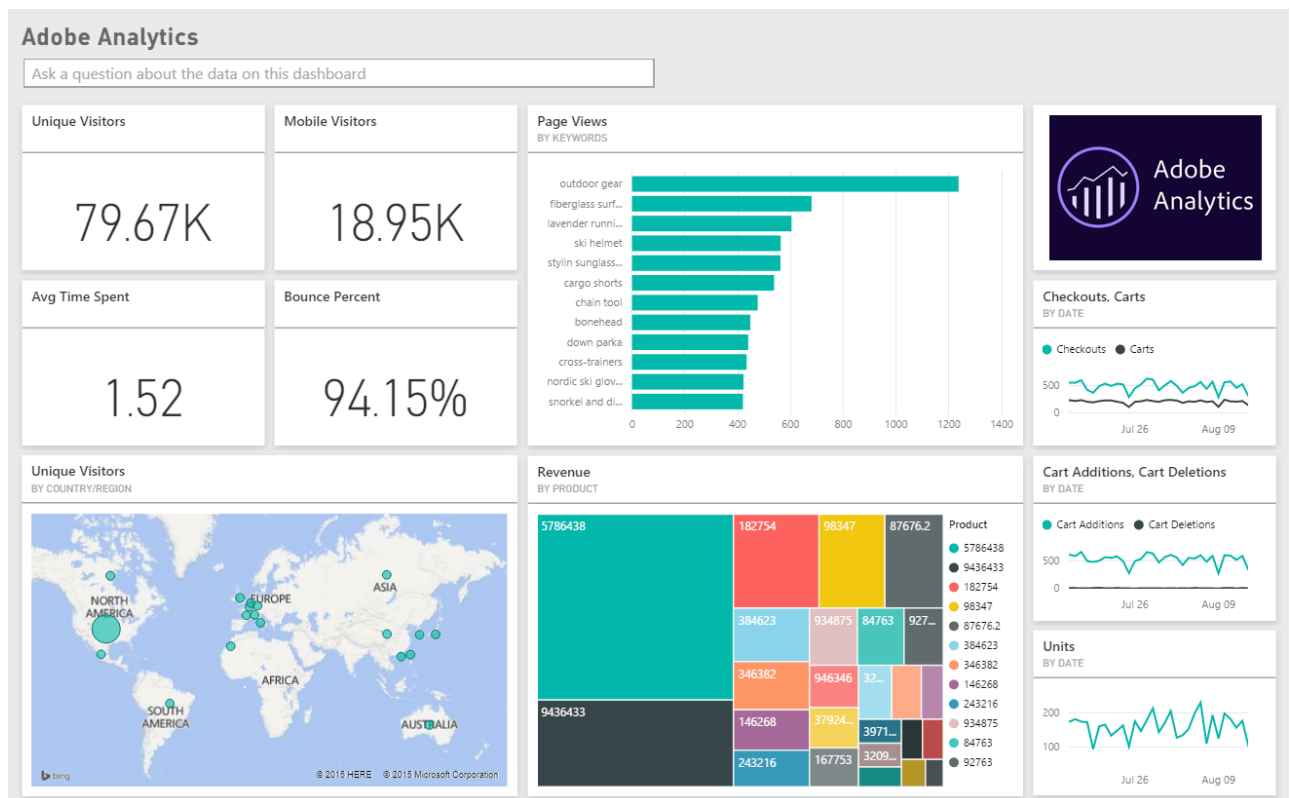 Adobe Analytics
Ask a question about the data on this dashboard
Unique Visitors
79.67K
Mobile Visitors
18.95K
Page Views
BY KEYWORDS
outdoor gear
fiberglass surf...
lavender runni...
ski helmet
stylin sunglass...
cargo shorts
chain tool
bonehead
down parka
cross-trainers
nordic ski glov...
snorkel and di...
0 200 400 600 800 1000 1200 1400
Adobe
Analytics
Avg Time Spent
1.52
Bounce Percent
94.15%
Checkouts, Carts
BY DATE
Checkouts Carts
500
0
Jul 26 Aug 09
Unique Visitors
BY COUNTRY/REGION
NORTH
AMERICA
EUROPE
ASIA
AFRICA
SOUTH
AMERICA
AUSTRALIA
bing
© 2015 HERE © 2015 Microsoft Corporation
Revenue
BY PRODUCT
5786438
9436433
182754
98347
87676.2
384623
934875
84763
927...
346382
946346
32...
146268
37924...
3971...
243216
167753
3209...
Product
5786438
9436433
182754
98347
87676.2
384623
346382
146268
243216
934875
84763
92763
Cart Additions, Cart Deletions
BY DATE
Cart Additions Cart Deletions
500
0
Jul 26 Aug 09
Units
BY DATE
200
100
Jul 26 Aug 09